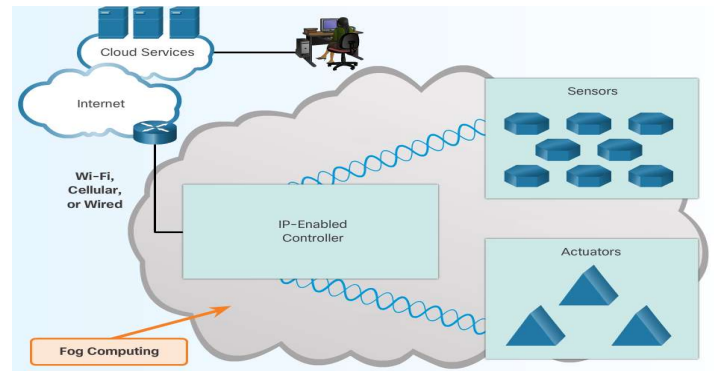 Cloud Services
Internet
Sensors
Wi-Fi,
Cellular,
or Wired
IP-Enabled
Controller
Actuators
Fog Computing